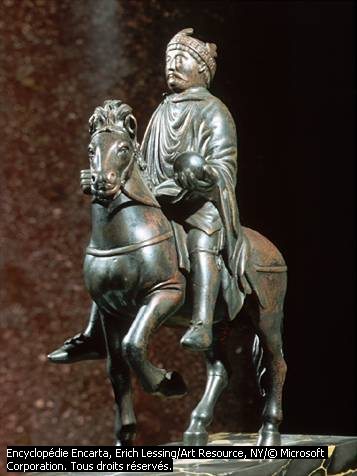 Encyclopédie Encarta, Erich Lessing/Art Resource, NY/© Microsoft
Corporation. Tous droits réservés.